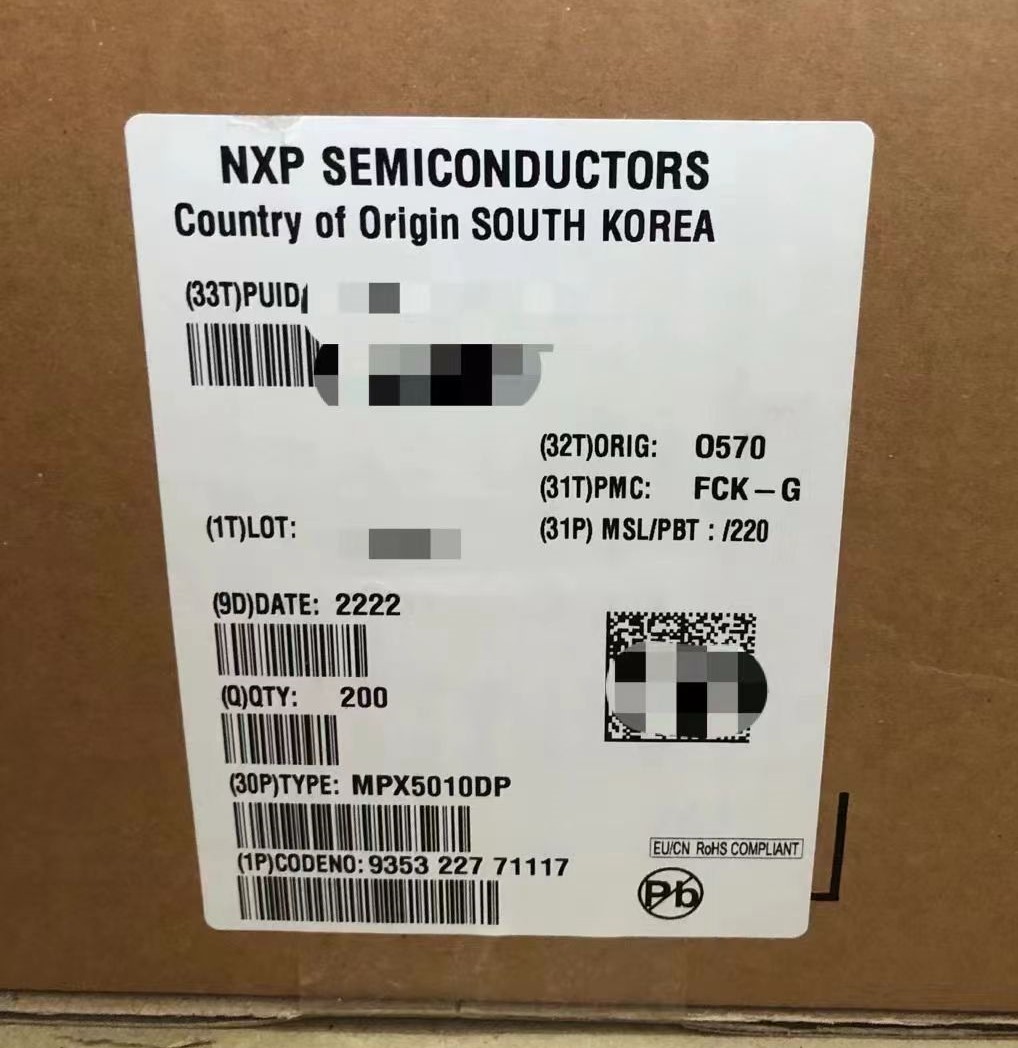 NXP SEMICONDUCTORS
Country of Origin SOUTH KOREA
(33T)PUID
(32T)ORIG: 0570
(31T)PMC: FCK-G
(1T)LOT:
(31P) MSL/PBT : /220
(9D)DATE: 2222
(Q)QTY: 200
(30P)TYPE: MPX5010DP
(1P)CODENO: 9353 227 71117
EU/CN RoHS COMPLIANT
Pb